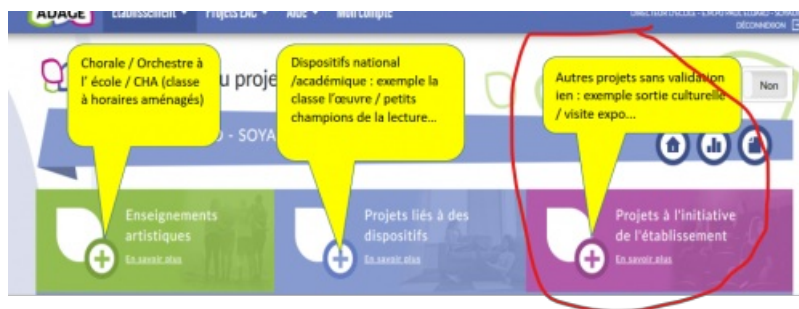 ADAGE Etablissement Projets EAC Aide Mon compte
DÉCONNEXION
Chorale / Orchestre à
l' école / CHA (classe
à horaires aménagés)
Dispositifs national
/académique : exemple la
classe l'œuvre / petits
champions de la lecture...
Autres projets sans validation
ien : exemple sortie culturelle
/ visite expo...
u proje
Non
- SOYA
Enseignements
artistiques
En savoir plus
Projets liés à des
dispositifs
En savoir plus
Projets à l'initiative
de l'établissement
En savoir plus